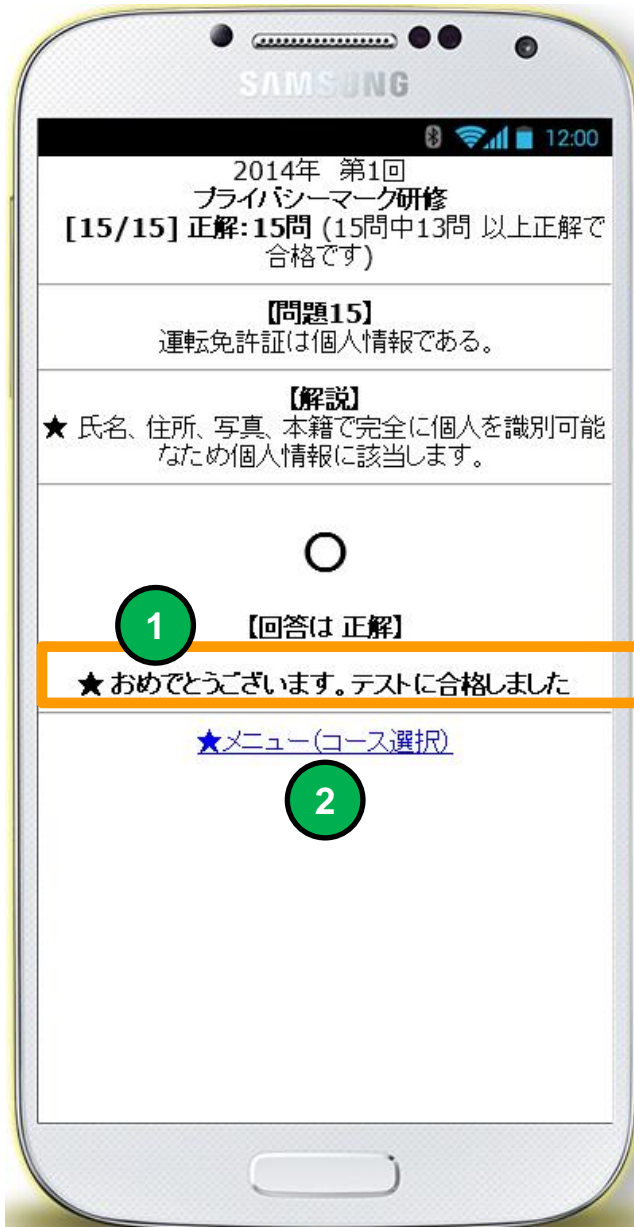 SAMSUNG
12:00
2014年 第1回
プライバシーマーク研修
[15/15] 正解:15問 (15問中13問 以上正解で
合格です)
【問題15】
運転免許証は個人情報である。
【解説】
★ 氏名、住所、写真、本籍で完全に個人を識別可能
なため個人情報に該当します。
○
1
【回答は 正解】
★ おめでとうございます。テストに合格しました
★メニュー(コース選択)
2